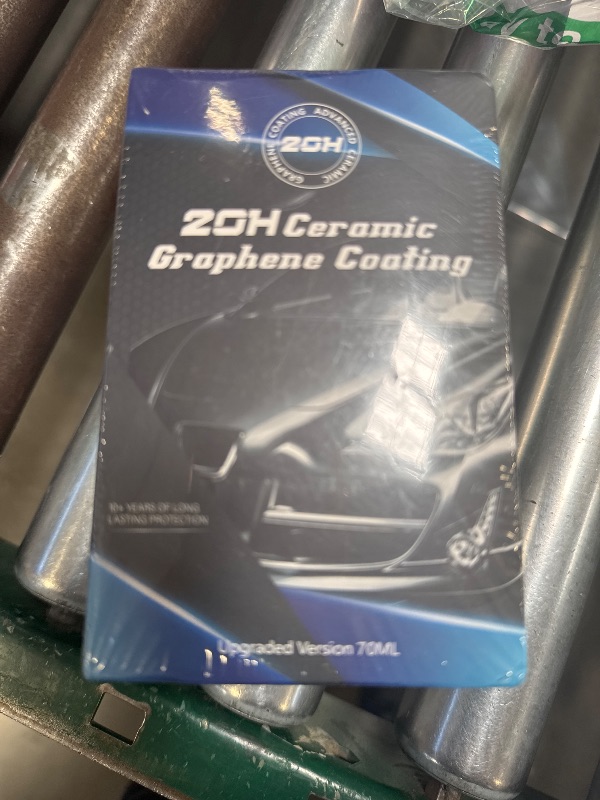 GRAPHENE COATING ADVANCED CERAMIC
20H
20H Ceramic
Graphene Coating
10+ YEARS OF LONG
LASTING PROTECTION
Upgraded Version 70ML